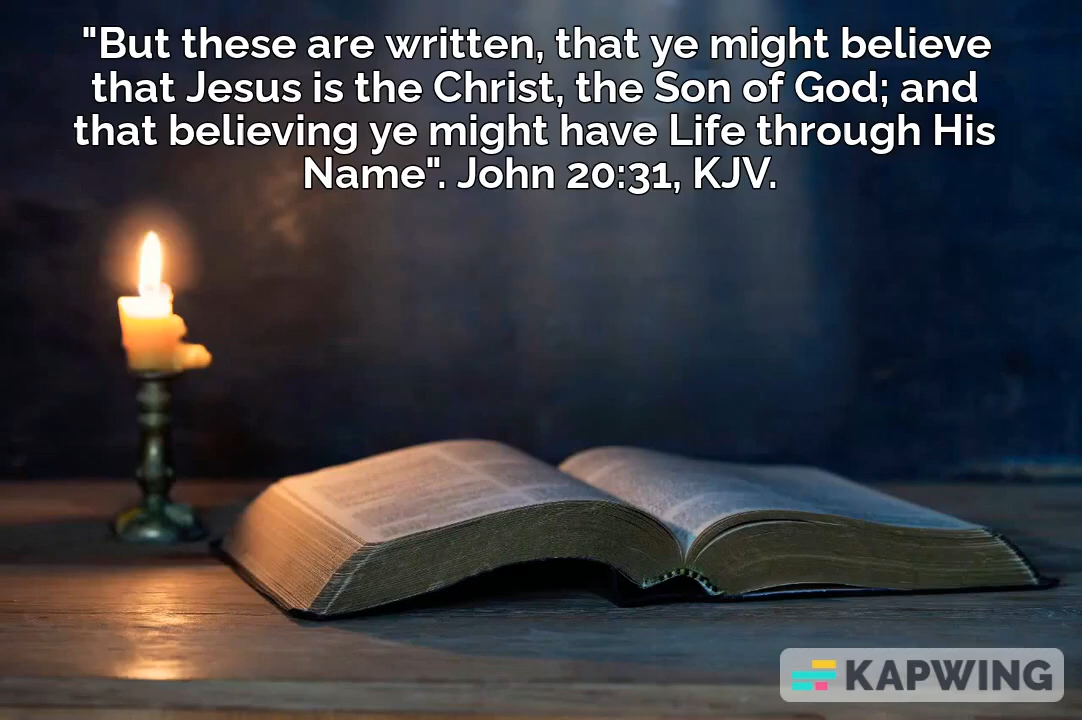 "But these are written, that ye might believe
that Jesus is the Christ, the Son of God; and
that believing ye might have Life through His
Name". John 20:31, KJV.
KAPWING